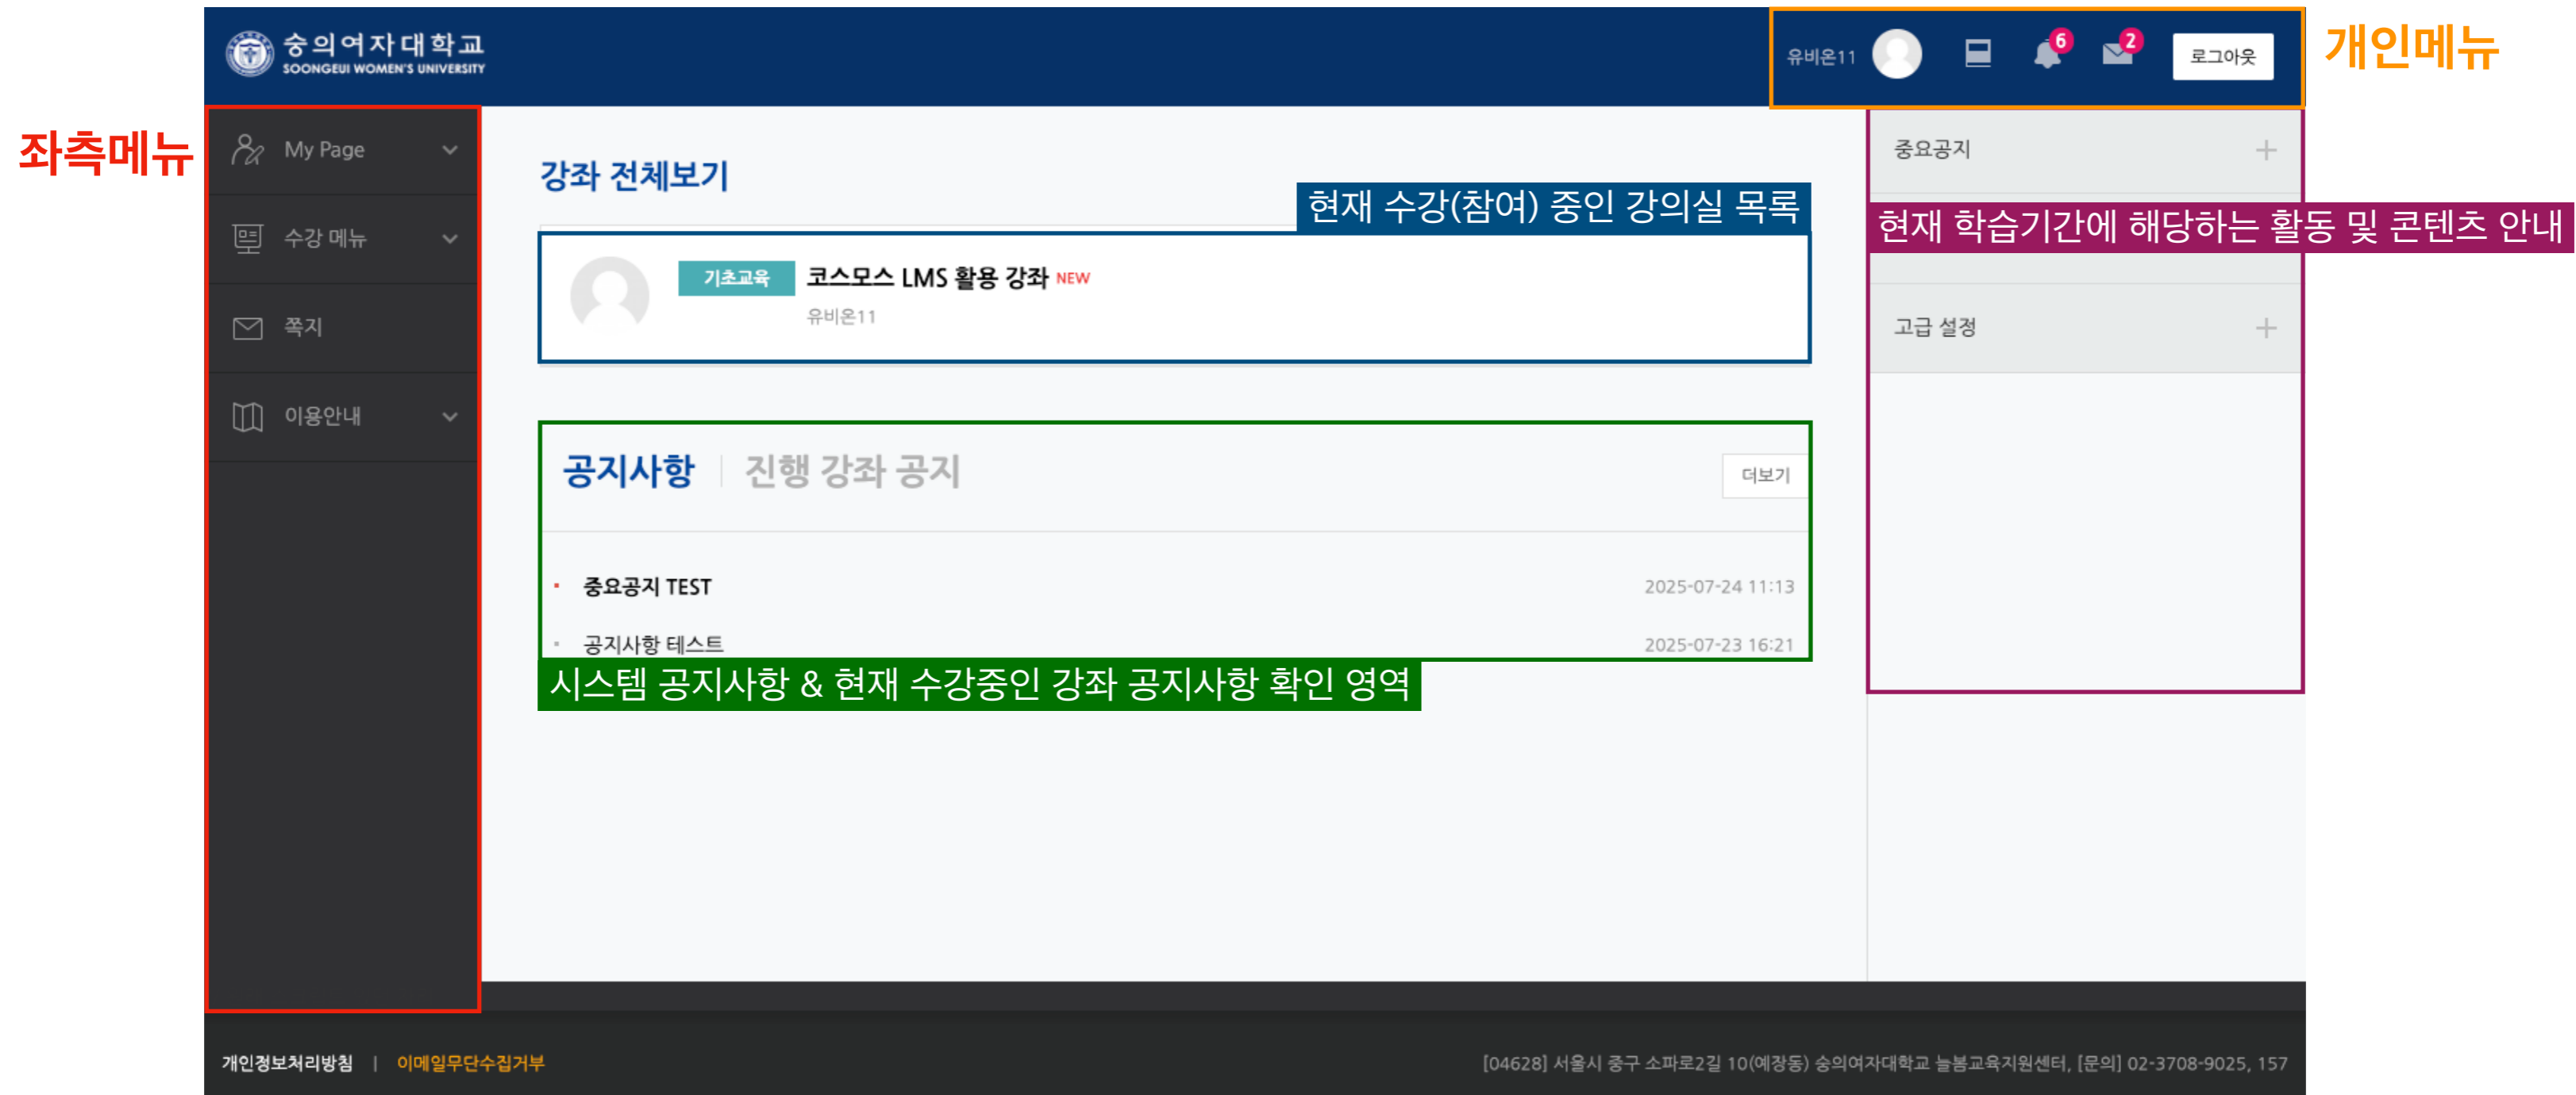 숭의여자대학교
SOONGEUI WOMEN'S UNIVERSITY
유비온11
6
2
로그아웃
개인메뉴
좌측메뉴
My Page
수강 메뉴
쪽지
이용안내
강좌 전체보기
현재 수강(참여) 중인 강의실 목록
기초교육 코스모스 LMS 활용 강좌 NEW
유비온11
공지사항 진행 강좌 공지
더보기
중요공지 TEST 2025-07-24 11:13
공지사항 테스트 2025-07-23 16:21
시스템 공지사항 & 현재 수강중인 강좌 공지사항 확인 영역
중요공지
현재 학습기간에 해당하는 활동 및 콘텐츠 안내
고급 설정
개인정보처리방침 | 이메일무단수집거부
[04628] 서울시 중구 소파로2길 10(예장동) 숭의여자대학교 늘봄교육지원센터, [문의] 02-3708-9025, 157